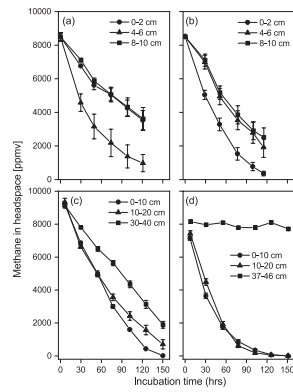 (a)
0-2 cm
4-6 cm
8-10 cm
(b)
0-2 cm
4-6 cm
8-10 cm
10000
8000
6000
4000
2000
0
Methane in headspace [ppmv]
(c)
0-10 cm
10-20 cm
30-40 cm
(d)
0-10 cm
10-20 cm
37-46 cm
10000
8000
6000
4000
2000
0
0 30 60 90 120 150 0 30 60 90 120 150
Incubation time (hrs)